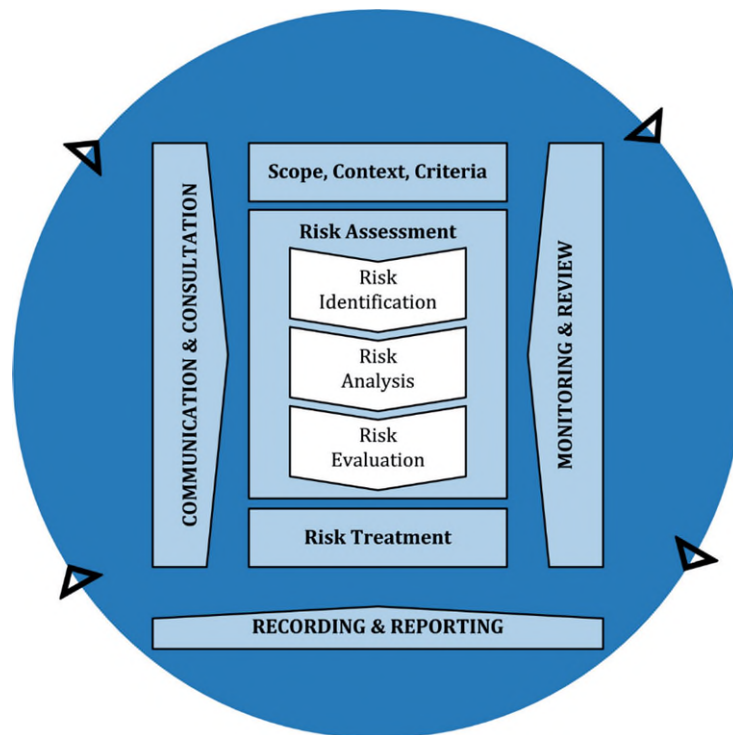 Scope, Context, Criteria
COMMUNICATION & CONSULTATION
Risk Assessment
Risk
Identification
Risk
Analysis
Risk
Evaluation
MONITORING & REVIEW
Risk Treatment
RECORDING & REPORTING